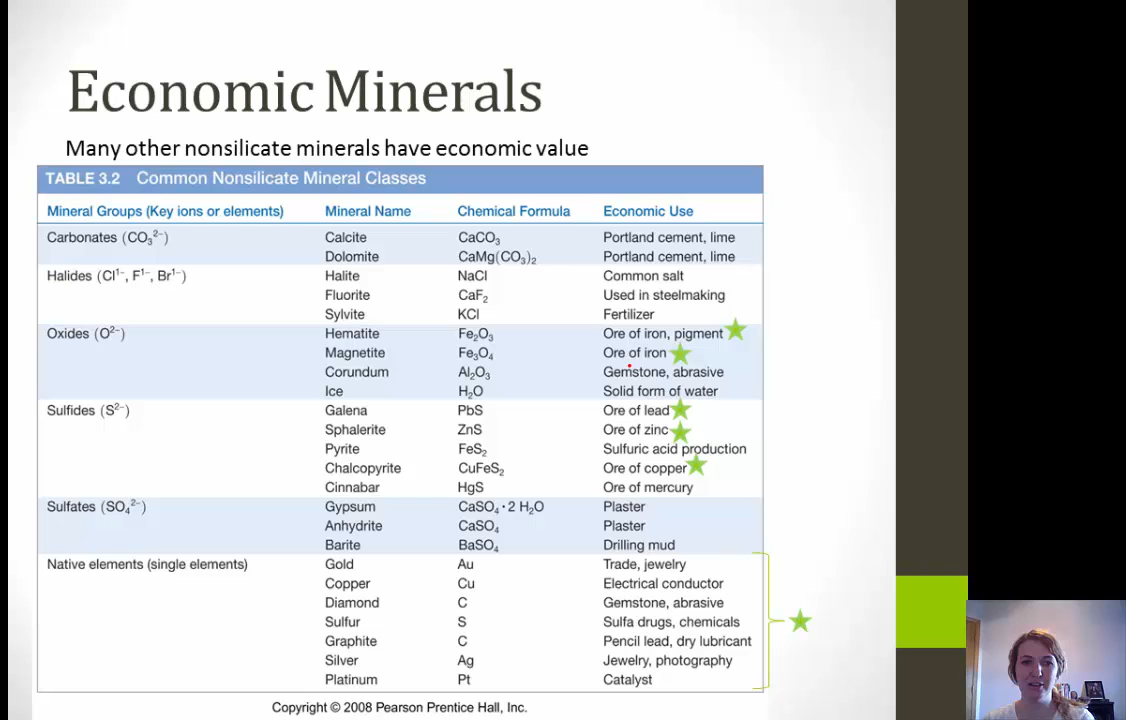 Economic Minerals
Many other nonsilicate minerals have economic value
TABLE 3.2 Common Nonsilicate Mineral Classes
Mineral Groups (Key ions or elements) Mineral Name Chemical Formula Economic Use
Carbonates (CO₃²⁻) Calcite CaCO₃ Portland cement, lime
Dolomite CaMg(CO₃)₂ Portland cement, lime
Halides (Cl¹⁻, F¹⁻, Br¹⁻) Halite NaCl Common salt
Fluorite CaF₂ Used in steelmaking
Sylvite KCl Fertilizer
Oxides (O²⁻) Hematite Fe₂O₃ Ore of iron, pigment
Magnetite Fe₃O₄ Ore of iron
Corundum Al₂O₃ Gemstone, abrasive
Ice H₂O Solid form of water
Sulfides (S²⁻) Galena PbS Ore of lead
Sphalerite ZnS Ore of zinc
Pyrite FeS₂ Sulfuric acid production
Chalcopyrite CuFeS₂ Ore of copper
Cinnabar HgS Ore of mercury
Sulfates (SO₄²⁻) Gypsum CaSO₄·2 H₂O Plaster
Anhydrite CaSO₄ Plaster
Barite BaSO₄ Drilling mud
Native elements (single elements) Gold Au Trade, jewelry
Copper Cu Electrical conductor
Diamond C Gemstone, abrasive
Sulfur S Sulfa drugs, chemicals
Graphite C Pencil lead, dry lubricant
Silver Ag Jewelry, photography
Platinum Pt Catalyst
Copyright © 2008 Pearson Prentice Hall, Inc.